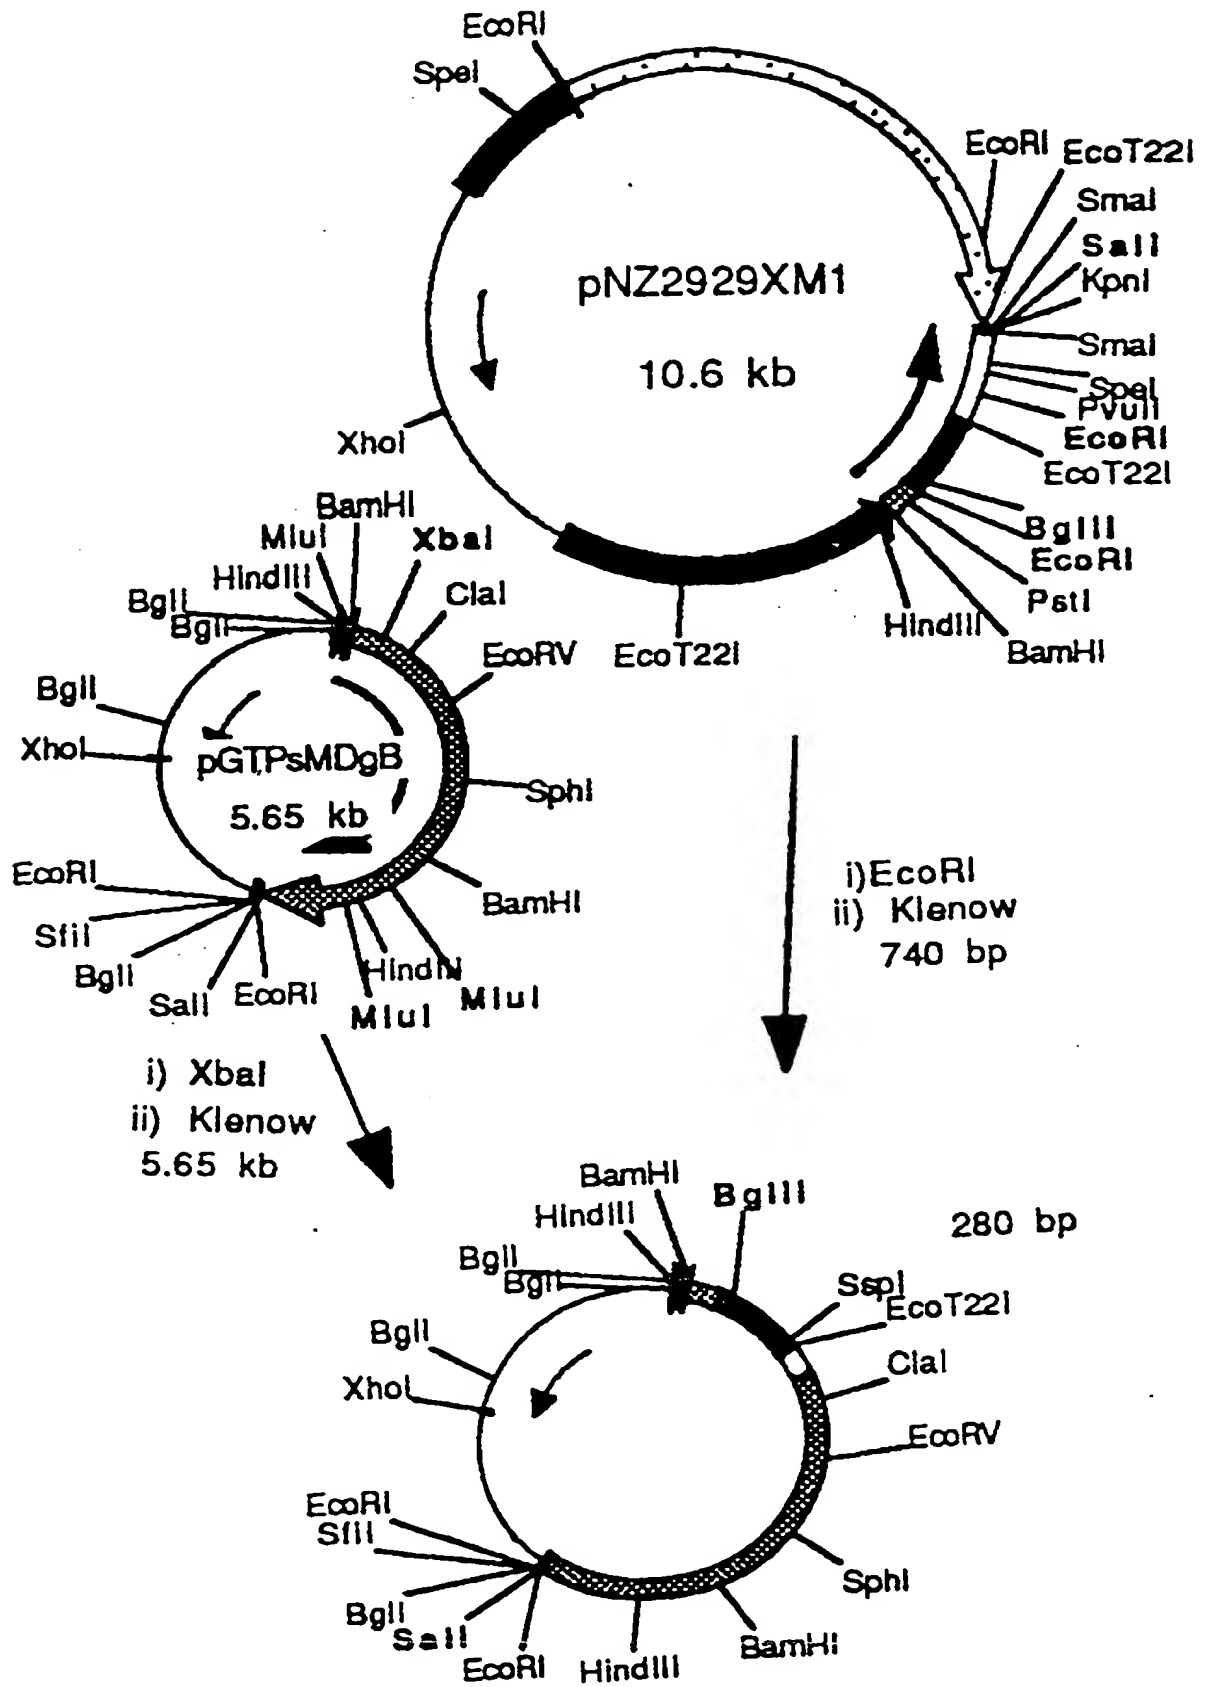 EcoRI
SpeI
EcoRI
EcoT22I
SmaI
SalI
KpnI
SmaI
SpeI
PvuII
EcoRI
EcoT22I
BglII
EcoRI
PstI
BamHI
HindIII
EcoT22I
XhoI
pNZ2929XM1
10.6 kb
BamHI
MluI
XbaI
HindIII
ClaI
BglI
BglI
EcoRV
BglI
XhoI
pGTPsMDgB
5.65 kb
SphI
EcoRI
BamHI
SfiI
BglI
HindIII
SalI
EcoRI
MluI
MluI
i)EcoRI
ii) Klenow
740 bp
i) XbaI
ii) Klenow
5.65 kb
BamHI
BglII
HindIII
280 bp
BglI
BglI
SspI
EcoT22I
BglI
ClaI
XhoI
EcoRV
EcoRI
SfiI
SphI
BglI
SalI
BamHI
EcoRI
HindIII